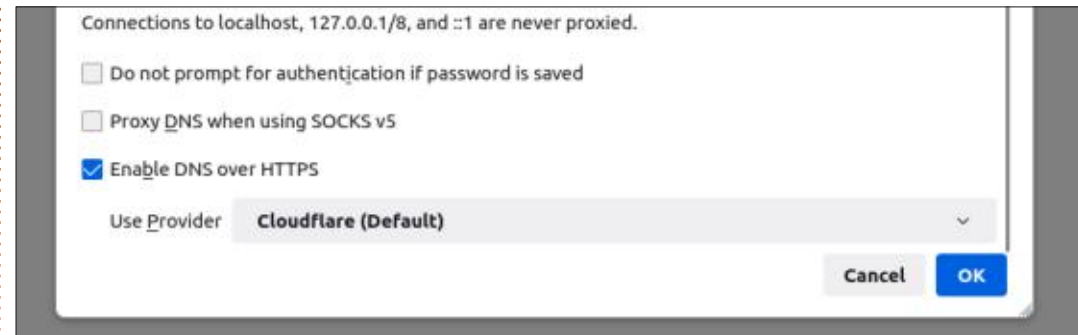 Connections to localhost, 127.0.0.1/8, and ::1 are never proxied.
Do not prompt for authentication if password is saved
Proxy DNS when using SOCKS v5
Enable DNS over HTTPS
Use Provider Cloudflare (Default)
Cancel OK